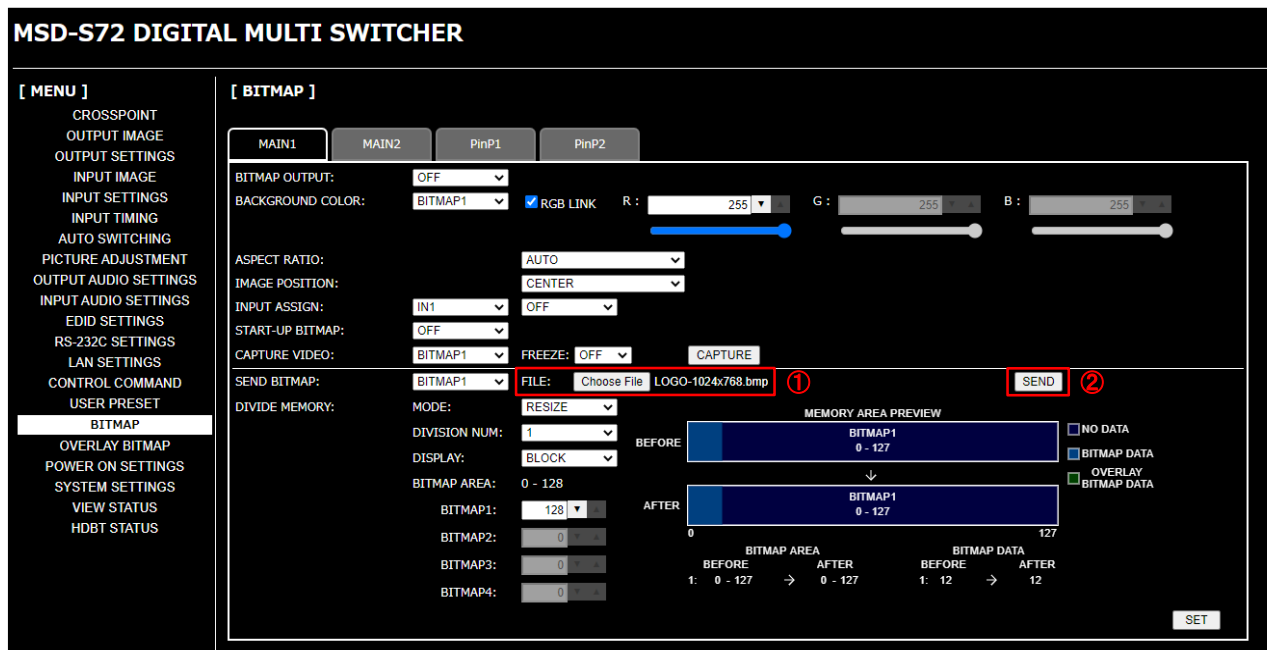 MSD-S72 DIGITAL MULTI SWITCHER
[ MENU ]
CROSSPOINT
OUTPUT IMAGE
OUTPUT SETTINGS
INPUT IMAGE
INPUT SETTINGS
INPUT TIMING
AUTO SWITCHING
PICTURE ADJUSTMENT
OUTPUT AUDIO SETTINGS
INPUT AUDIO SETTINGS
EDID SETTINGS
RS-232C SETTINGS
LAN SETTINGS
CONTROL COMMAND
USER PRESET
BITMAP
OVERLAY BITMAP
POWER ON SETTINGS
SYSTEM SETTINGS
VIEW STATUS
HDBT STATUS
[ BITMAP ]
MAIN1 MAIN2 PinP1 PinP2
BITMAP OUTPUT: OFF
BACKGROUND COLOR: BITMAP1 RGB LINK R : 255 G : 255 B : 255
ASPECT RATIO: AUTO
IMAGE POSITION: CENTER
INPUT ASSIGN: IN1 OFF
START-UP BITMAP: OFF
CAPTURE VIDEO: BITMAP1 FREEZE: OFF CAPTURE
SEND BITMAP: BITMAP1 FILE: Choose File LOGO-1024x768.bmp ① SEND ②
DIVIDE MEMORY: MODE: RESIZE
DIVISION NUM: 1
DISPLAY: BLOCK
BITMAP AREA: 0 - 128
BITMAP1: 128
BITMAP2: 0
BITMAP3: 0
BITMAP4: 0
MEMORY AREA PREVIEW
BEFORE
BITMAP1
0 - 127
↓
AFTER
BITMAP1
0 - 127
0 127
NO DATA
BITMAP DATA
OVERLAY
BITMAP DATA
BITMAP AREA BITMAP DATA
BEFORE AFTER BEFORE AFTER
1: 0 - 127 → 0 - 127 1: 12 → 12
SET